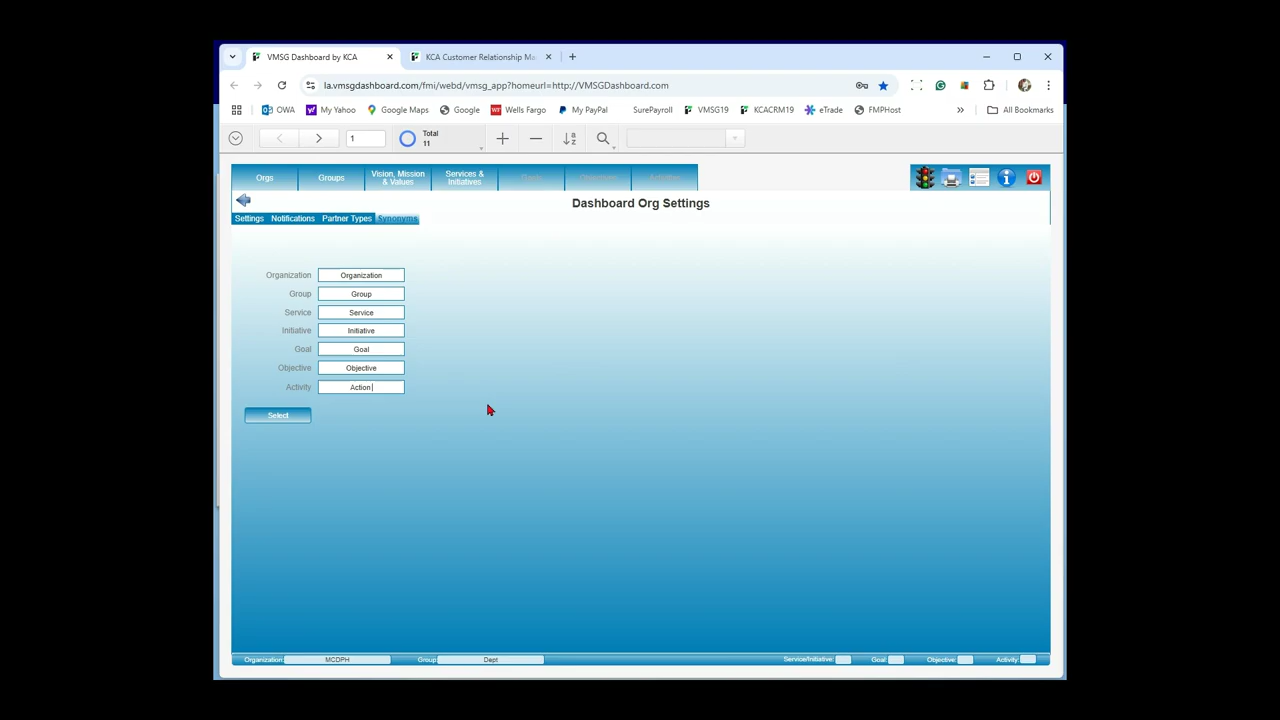 VMSG Dashboard by KCA
KCA Customer Relationship Ma
la.vmsgdashboard.com/fmi/webd/vmsg_app?homeurl=http://VMSGDashboard.com
OWA My Yahoo Google Maps Google Wells Fargo My PayPal SurePayroll VMSG19 KCACRM19 eTrade FMPHost » All Bookmarks
1 Total
11
Orgs Groups Vision, Mission & Values Services & Initiatives
Dashboard Org Settings
Settings Notifications Partner Types Synonyms
Organization Organization
Group Group
Service Service
Initiative Initiative
Goal Goal
Objective Objective
Activity Action
Select
Organization: MCDPH Group: Dept Service/Initiative: Goal: Objective: Activity: